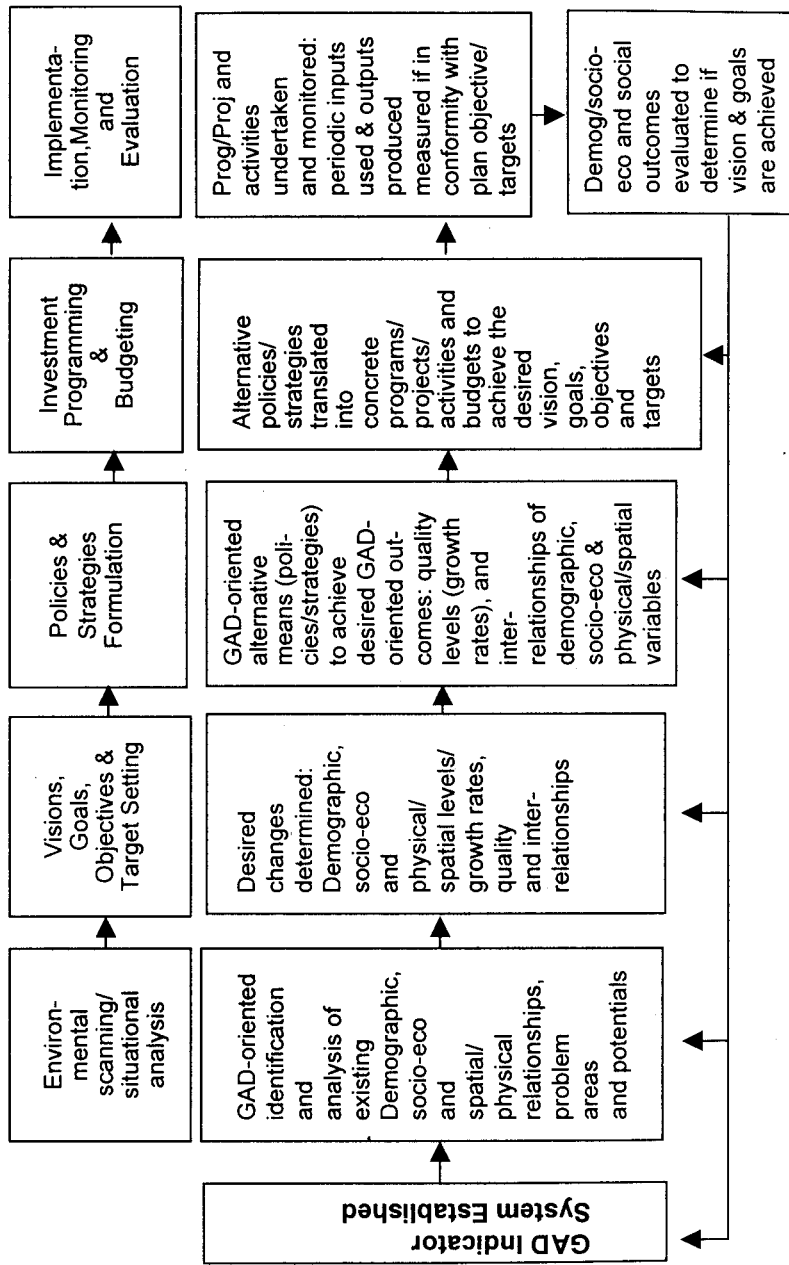 Environ-
mental
scanning/
situational
analysis
Visions,
Goals,
Objectives &
Target Setting
Policies &
Strategies
Formulation
Investment
Programming
&
Budgeting
Implementa-
tion,Monitoring
and
Evaluation
GAD Indicator
System Established
GAD-oriented
identification
and
analysis of
existing
Demographic,
socio-eco
and
spatial/
physical
relationships,
problem
areas
and potentials
Desired
changes
determined:
Demographic,
socio-eco
and
physical/
spatial levels/
growth rates,
quality
and inter-
relationships
GAD-oriented
alternative
means (poli-
cies/strategies)
to achieve
desired GAD-
oriented out-
comes: quality
levels (growth
rates), and
inter-
relationships of
demographic,
socio-eco &
physical/spatial
variables
Alternative
policies/
strategies
translated
into
concrete
programs/
projects/
activities and
budgets to
achieve the
desired
vision,
goals,
objectives
and
targets
Prog/Proj and
activities
undertaken
and monitored:
periodic inputs
used & outputs
produced
measured if in
conformity with
plan objective/
targets
Demog/socio-
eco and social
outcomes
evaluated to
determine if
vision & goals
are achieved